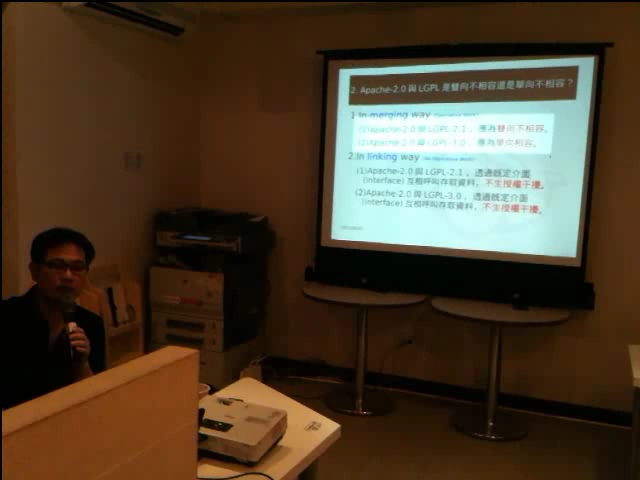 2. Apache-2.0 與 LGPL 是雙向不相容還是單向不相容？
1.In merging way
(1)Apache-2.0 與 LGPL-2.1，應為雙向不相容。
(2)Apache-2.0 與 LGPL-3.0，應為單向不相容。
2.In linking way
(1)Apache-2.0 與 LGPL-2.1，透過既定介面
(interface) 互相呼叫存取資料，不生授權干擾。
(2)Apache-2.0 與 LGPL-3.0，透過既定介面
(interface) 互相呼叫存取資料，不生授權干擾。